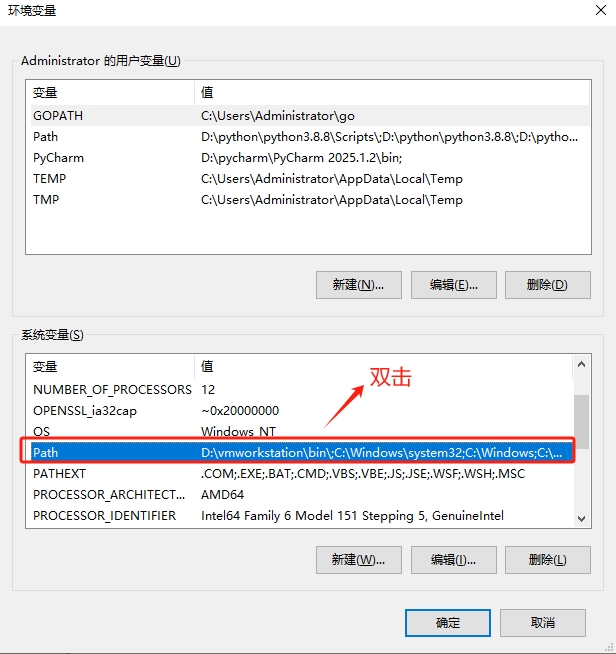 环境变量
Administrator 的用户变量(U)
变量 值
GOPATH C:\Users\Administrator\go
Path D:\python\python3.8.8\Scripts\;D:\python\python3.8.8\;D:\pytho...
PyCharm D:\pycharm\PyCharm 2025.1.2\bin;
TEMP C:\Users\Administrator\AppData\Local\Temp
TMP C:\Users\Administrator\AppData\Local\Temp
新建(N)... 编辑(E)... 删除(D)
系统变量(S)
变量 值
双击
NUMBER_OF_PROCESSORS 12
OPENSSL_ia32cap ~0x20000000
OS Windows_NT
Path D:\vmworkstation\bin\;C:\Windows\system32;C:\Windows;C:\...
PATHEXT .COM;.EXE;.BAT;.CMD;.VBS;.VBE;.JS;.JSE;.WSF;.WSH;.MSC
PROCESSOR_ARCHITECT... AMD64
PROCESSOR_IDENTIFIER Intel64 Family 6 Model 151 Stepping 5, GenuineIntel
新建(W)... 编辑(I)... 删除(L)
确定 取消